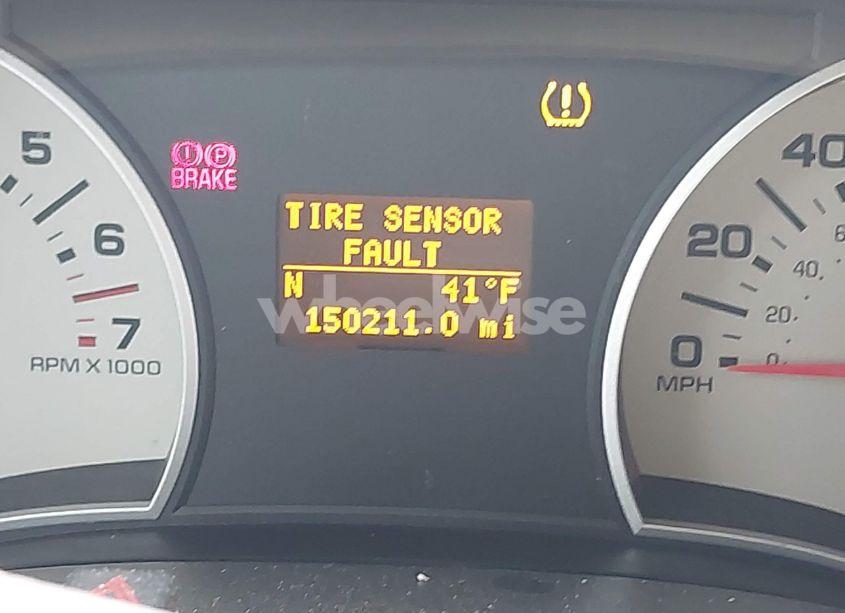 5
6
7
RPM X 1000
(!) (P)
BRAKE
TIRE SENSOR
FAULT
N 41°F
150211.0 mi
wheelwise
40
20
0
MPH
40
20
0